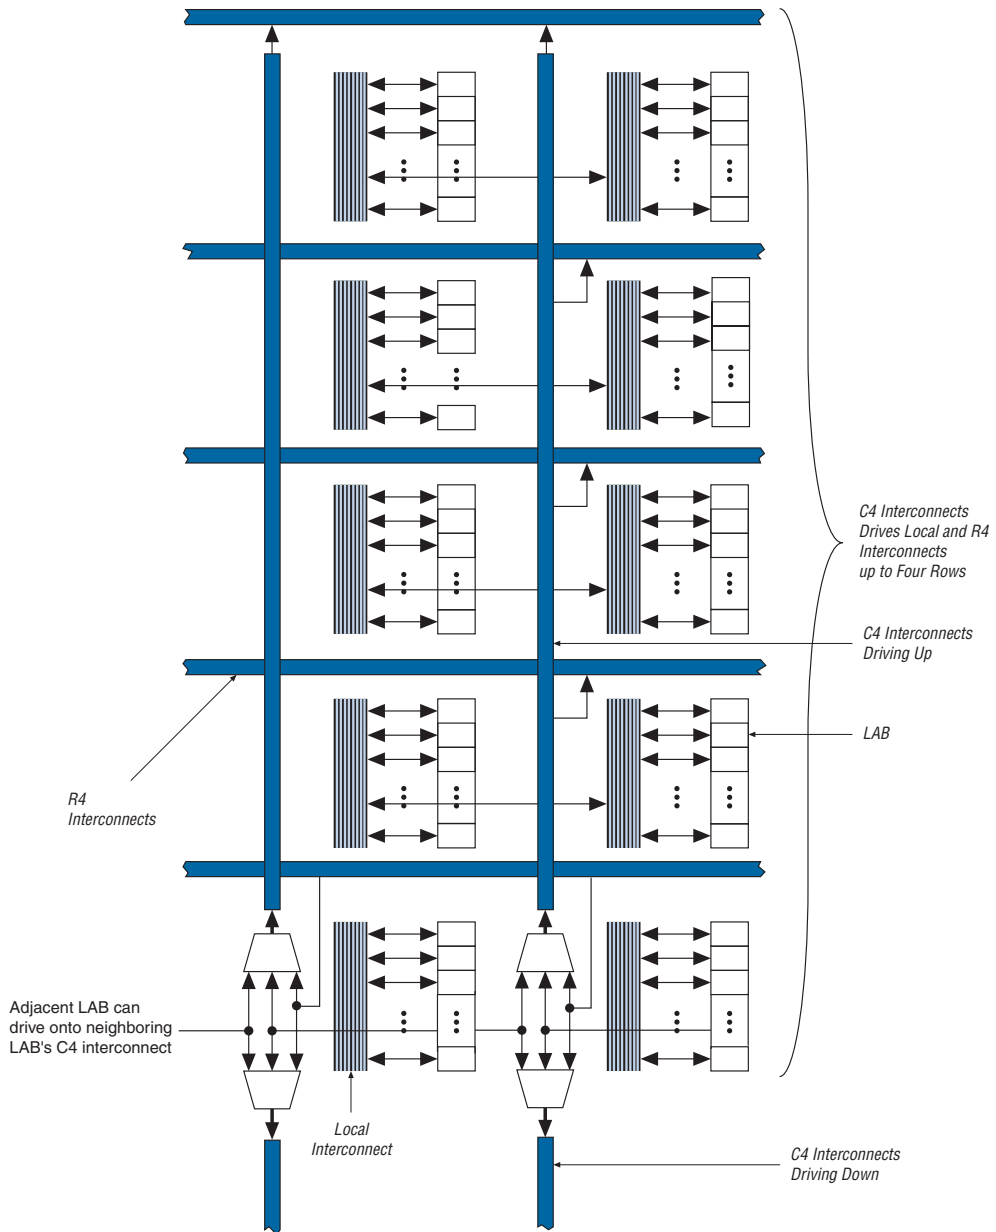 C4 Interconnects
Drives Local and R4
Interconnects
up to Four Rows
C4 Interconnects
Driving Up
LAB
R4
Interconnects
Adjacent LAB can
drive onto neighboring
LAB's C4 interconnect
Local
Interconnect
C4 Interconnects
Driving Down